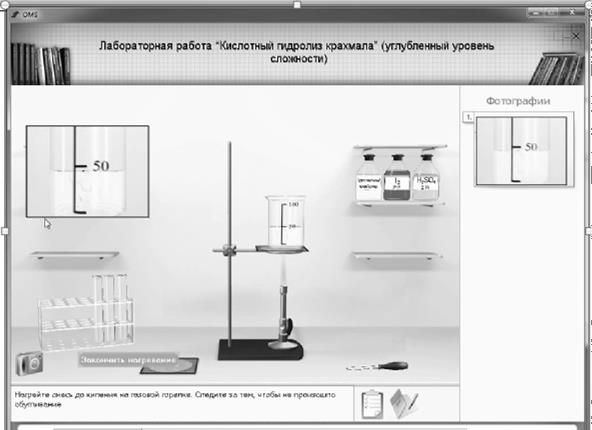 OMS
Лабораторная работа "Кислотный гидролиз крахмала" (углубленный уровень
сложности)
Фотографии
1.
50
50
100
50
I₂
H₂SO₄
Закончить нагревание
Нагрейте смесь до кипения на газовой горелке. Следите за тем, чтобы не произошло
обугливание